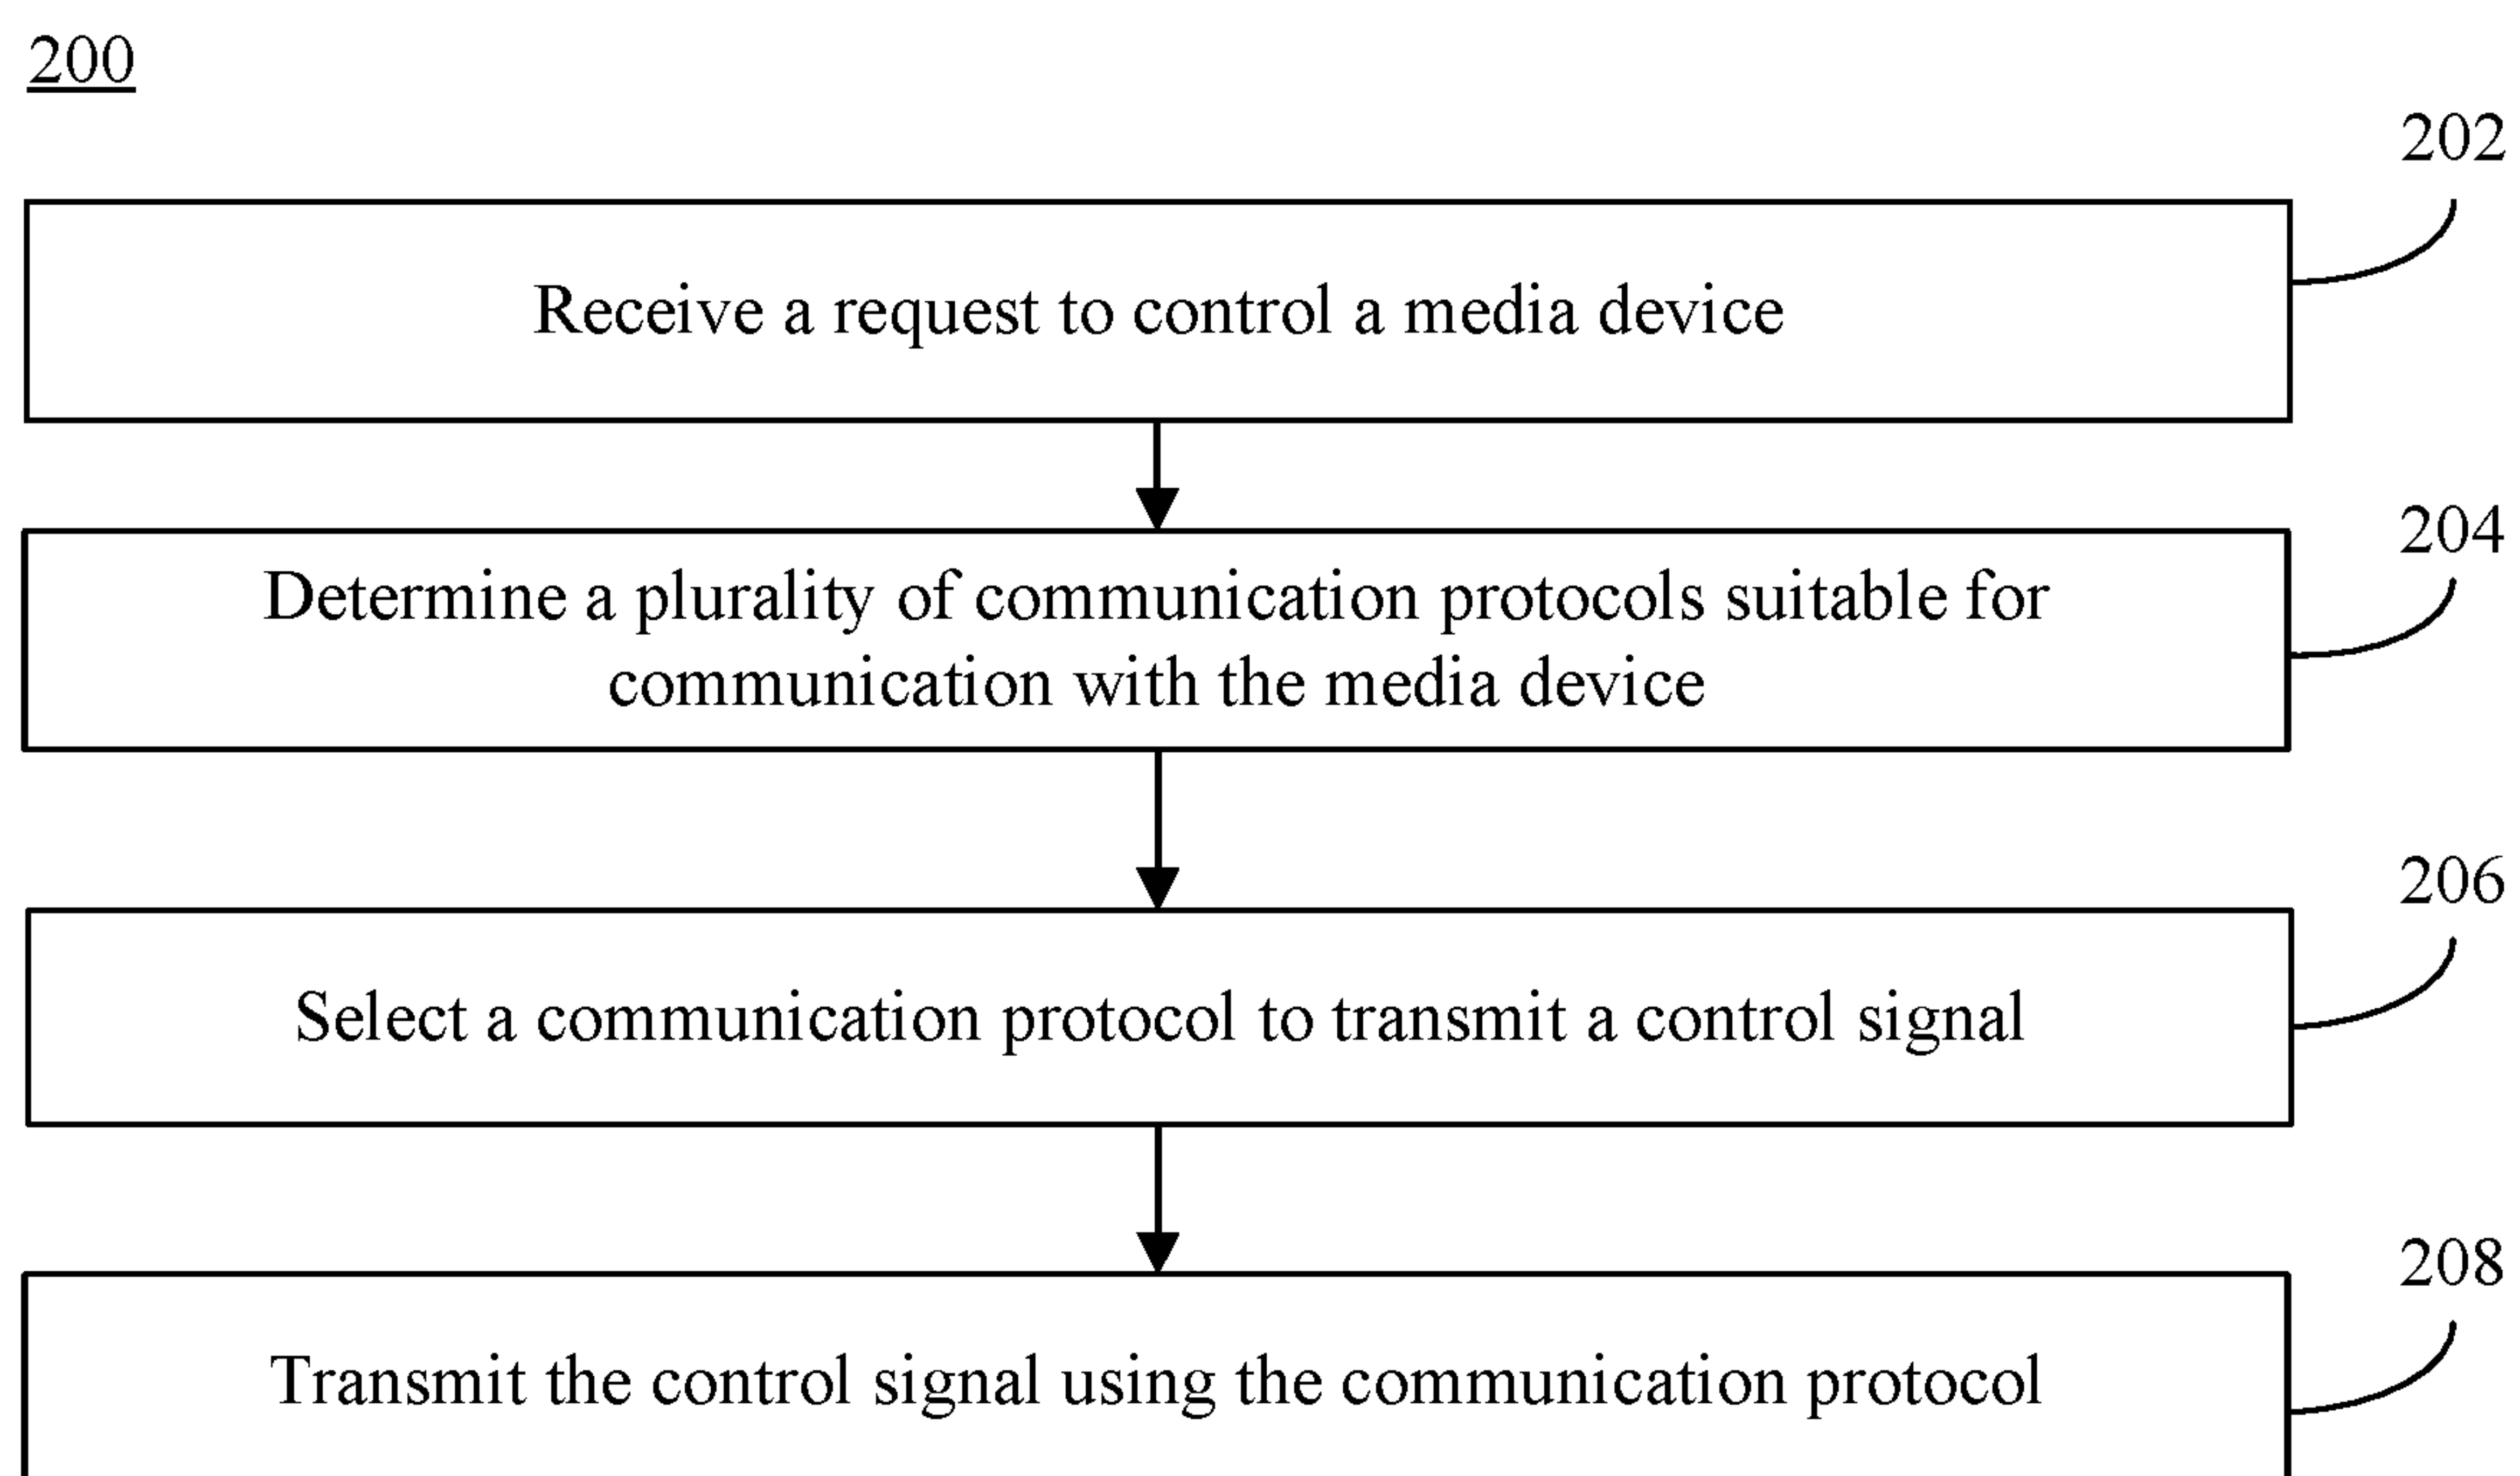 200
202
Receive a request to control a media device
204
Determine a plurality of communication protocols suitable for
communication with the media device
206
Select a communication protocol to transmit a control signal
208
Transmit the control signal using the communication protocol